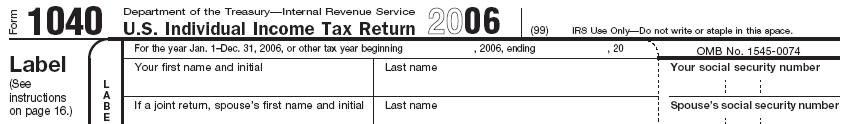 Form 1040 Department of the Treasury—Internal Revenue Service
U.S. Individual Income Tax Return 2006 (99) IRS Use Only—Do not write or staple in this space.
For the year Jan. 1–Dec. 31, 2006, or other tax year beginning , 2006, ending , 20 OMB No. 1545-0074
Label
(See
instructions
on page 16.)
L
A
B
E
Your first name and initial Last name Your social security number
If a joint return, spouse's first name and initial Last name Spouse's social security number